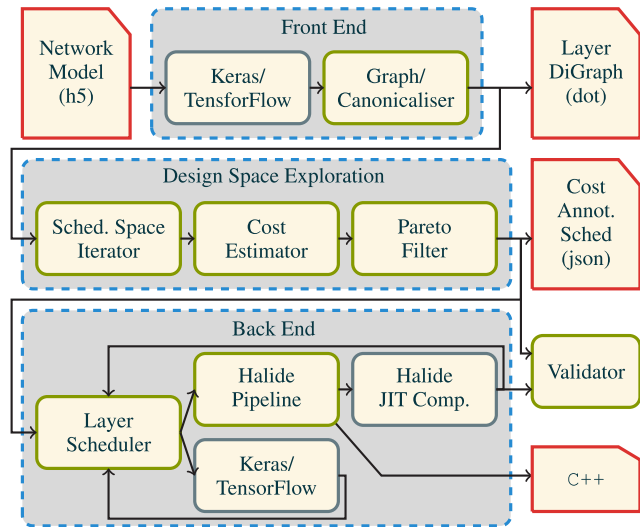 Network
Model
(h5)
Front End
Keras/
TensforFlow
Graph/
Canonicaliser
Layer
DiGraph
(dot)
Design Space Exploration
Sched. Space
Iterator
Cost
Estimator
Pareto
Filter
Cost
Annot.
Sched
(json)
Back End
Layer
Scheduler
Halide
Pipeline
Halide
JIT Comp.
Keras/
TensorFlow
Validator
C++